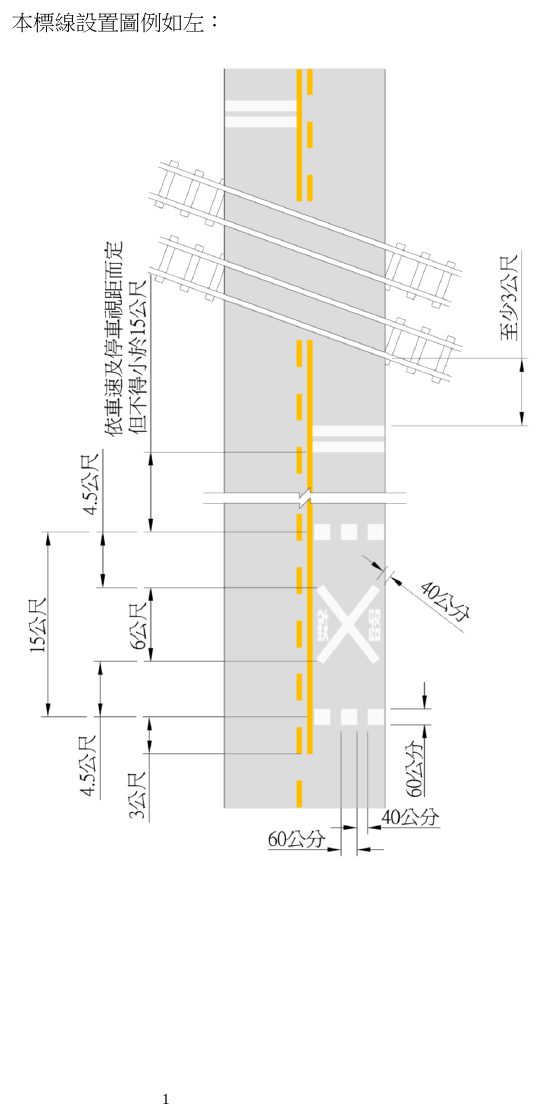 本標線設置圖例如左：
至少3公尺
依車速及停車視距而定
但不得小於15公尺
4.5公尺
40公分
15公尺
6公尺
鐵路
4.5公尺
3公尺
60公分
40公分
60公分
1